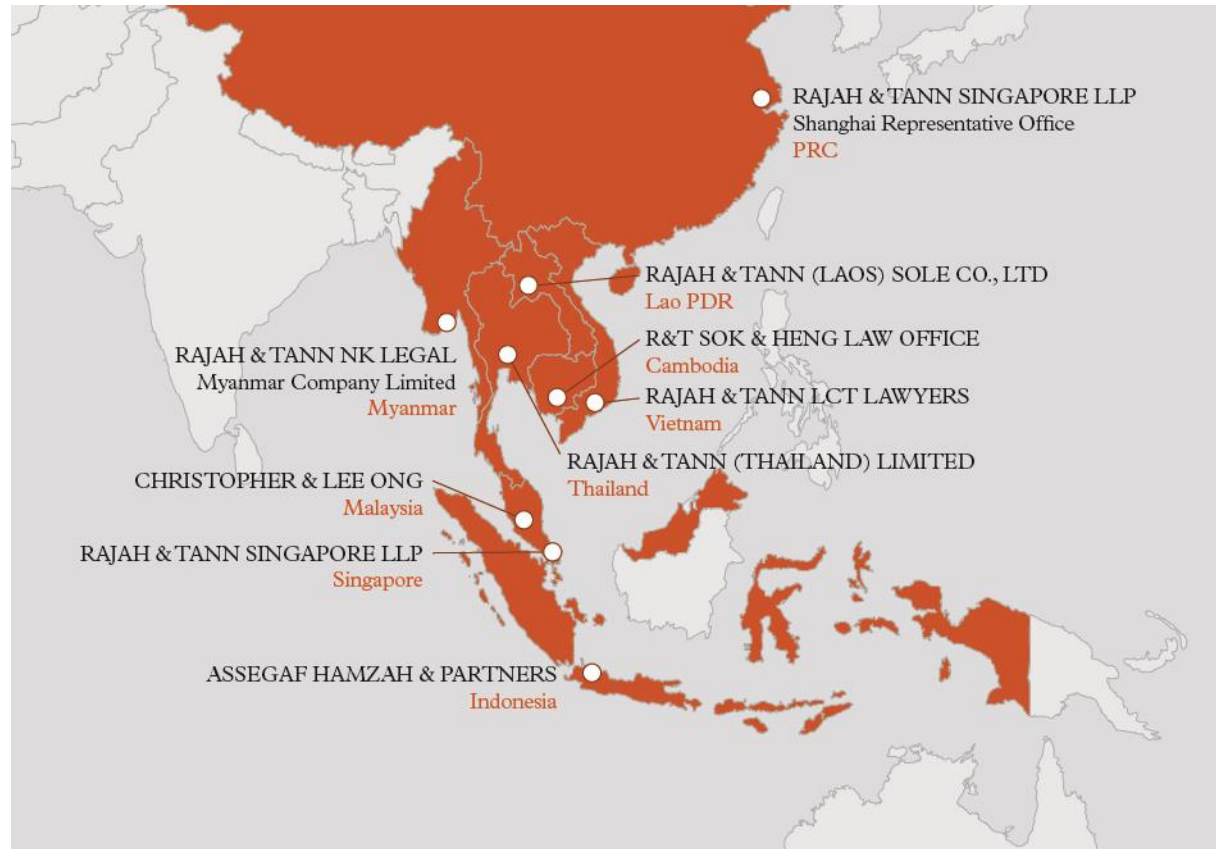 RAJAH & TANN SINGAPORE LLP
Shanghai Representative Office
PRC
RAJAH & TANN (LAOS) SOLE CO., LTD
Lao PDR
R&T SOK & HENG LAW OFFICE
Cambodia
RAJAH & TANN NK LEGAL
Myanmar Company Limited
Myanmar
RAJAH & TANN LCT LAWYERS
Vietnam
RAJAH & TANN (THAILAND) LIMITED
Thailand
CHRISTOPHER & LEE ONG
Malaysia
RAJAH & TANN SINGAPORE LLP
Singapore
ASSEGAF HAMZAH & PARTNERS
Indonesia